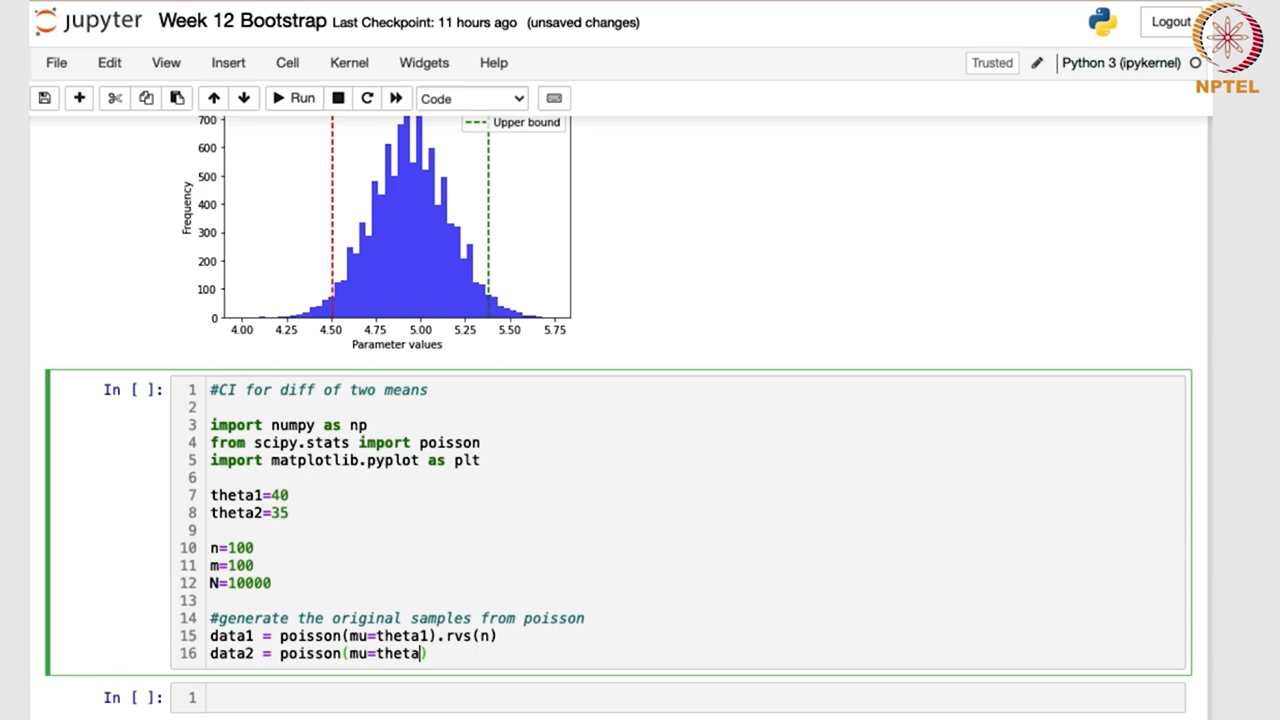 jupyter Week 12 Bootstrap Last Checkpoint: 11 hours ago (unsaved changes) Logout
NPTEL
File Edit View Insert Cell Kernel Widgets Help Trusted Python 3 (ipykernel)
Run Code
700
600
500
400
300
200
100
0
Frequency
Upper bound
4.00 4.25 4.50 4.75 5.00 5.25 5.50 5.75
Parameter values
In [ ]:
1 #CI for diff of two means
2
3 import numpy as np
4 from scipy.stats import poisson
5 import matplotlib.pyplot as plt
6
7 theta1=40
8 theta2=35
9
10 n=100
11 m=100
12 N=10000
13
14 #generate the original samples from poisson
15 data1 = poisson(mu=theta1).rvs(n)
16 data2 = poisson(mu=theta)
In [ ]: 1